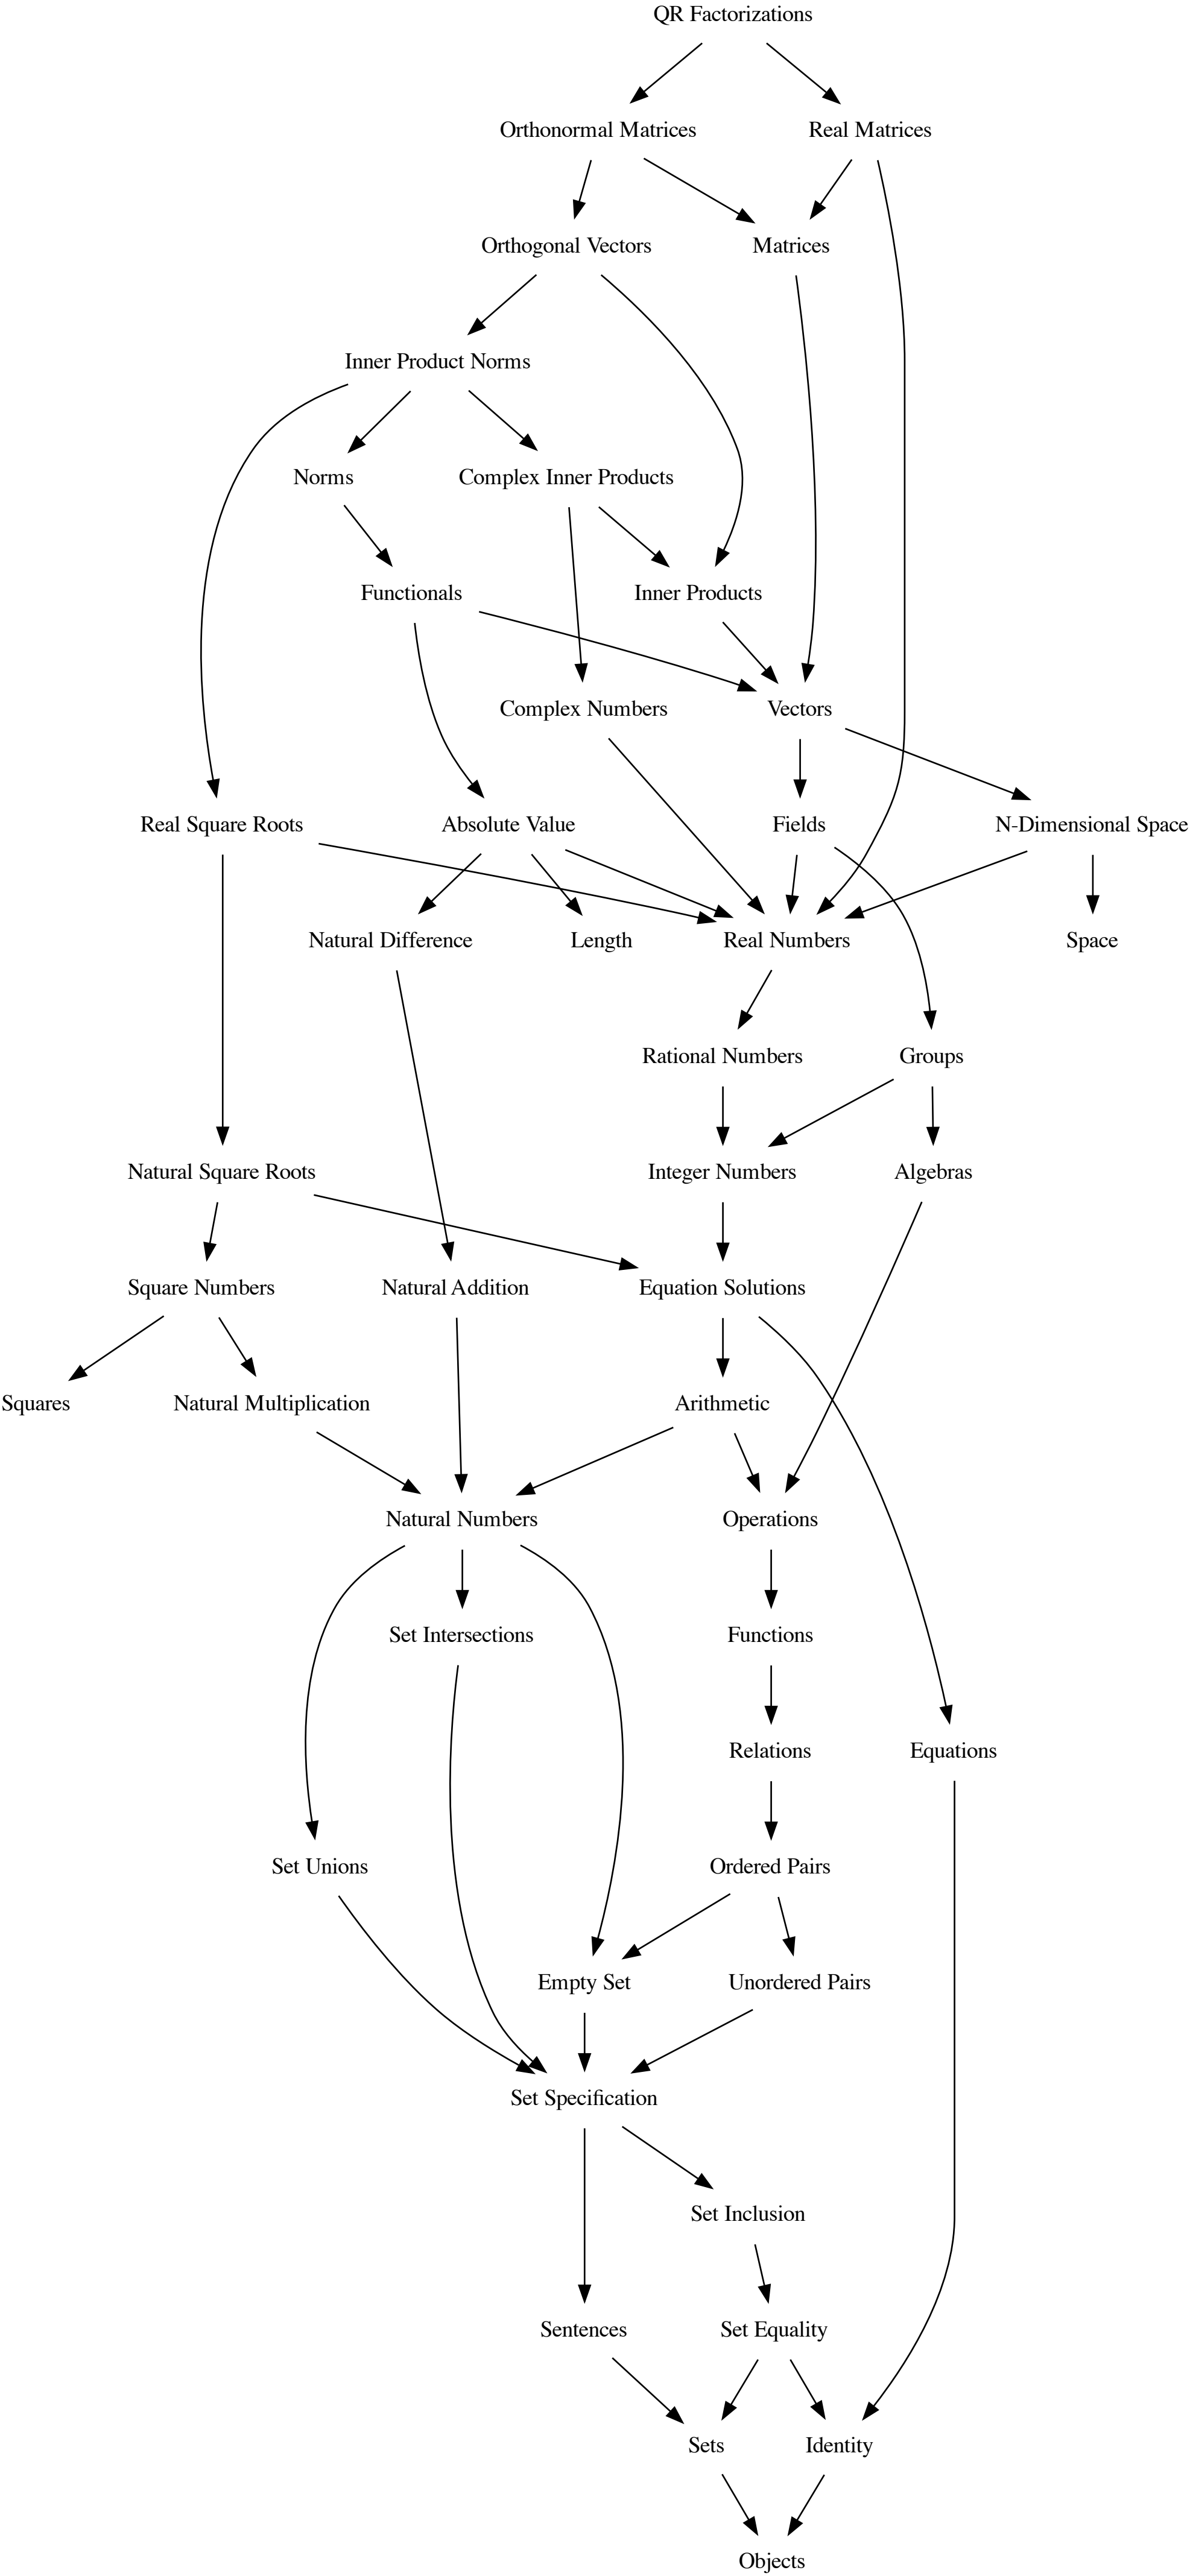 QR Factorizations
Orthonormal Matrices
Real Matrices
Orthogonal Vectors
Matrices
Inner Product Norms
Norms
Complex Inner Products
Functionals
Inner Products
Complex Numbers
Vectors
Real Square Roots
Absolute Value
Fields
N-Dimensional Space
Natural Difference
Length
Real Numbers
Space
Rational Numbers
Groups
Natural Square Roots
Integer Numbers
Algebras
Square Numbers
Natural Addition
Equation Solutions
Squares
Natural Multiplication
Arithmetic
Natural Numbers
Operations
Set Intersections
Functions
Relations
Equations
Set Unions
Ordered Pairs
Empty Set
Unordered Pairs
Set Specification
Set Inclusion
Sentences
Set Equality
Sets
Identity
Objects